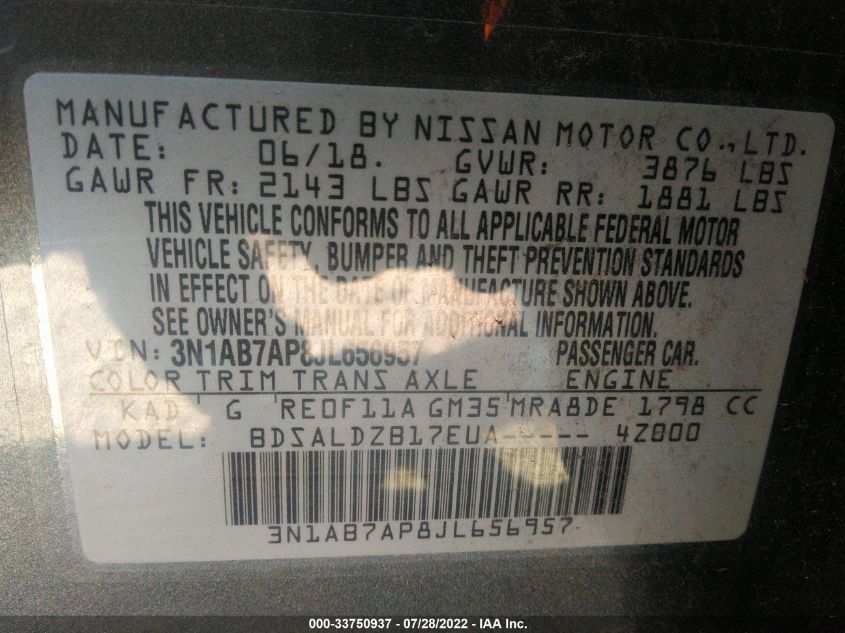 MANUFACTURED BY NISSAN MOTOR CO., LTD.
DATE: 06/18. GVWR: 3876 LBS
GAWR FR: 2143 LBS GAWR RR: 1881 LBS
THIS VEHICLE CONFORMS TO ALL APPLICABLE FEDERAL MOTOR
VEHICLE SAFETY, BUMPER AND THEFT PREVENTION STANDARDS
IN EFFECT ON THE DATE OF MANUFACTURE SHOWN ABOVE.
SEE OWNER'S MANUAL FOR ADDITIONAL INFORMATION.
VIN: 3N1AB7AP8JL656957 PASSENGER CAR.
COLOR TRIM TRANS AXLE ENGINE
KAD G RE0F11A GM35 MRA8DE 1798 CC
MODEL: BDSALDZB17EUA----- 4Z000
3N1AB7AP8JL656957
000-33750937 - 07/28/2022 - IAA Inc.